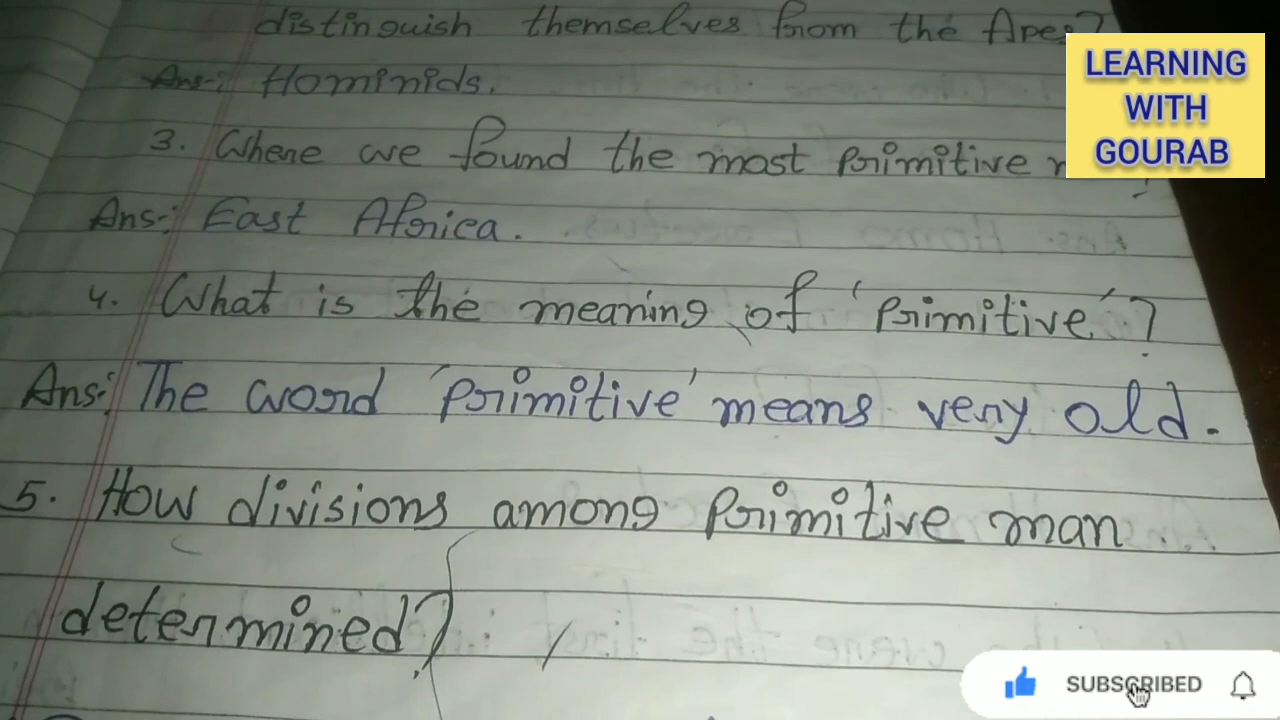 distinguish themselves from the Apes?
Ans-: Hominids.
3. Where we found the most primitive
?
Ans-: East Africa.
4. What is the meaning of 'Primitive'?
Ans-: The word 'primitive' means very old.
5. How divisions among Primitive man
determined?
LEARNING
WITH
GOURAB
SUBSCRIBED